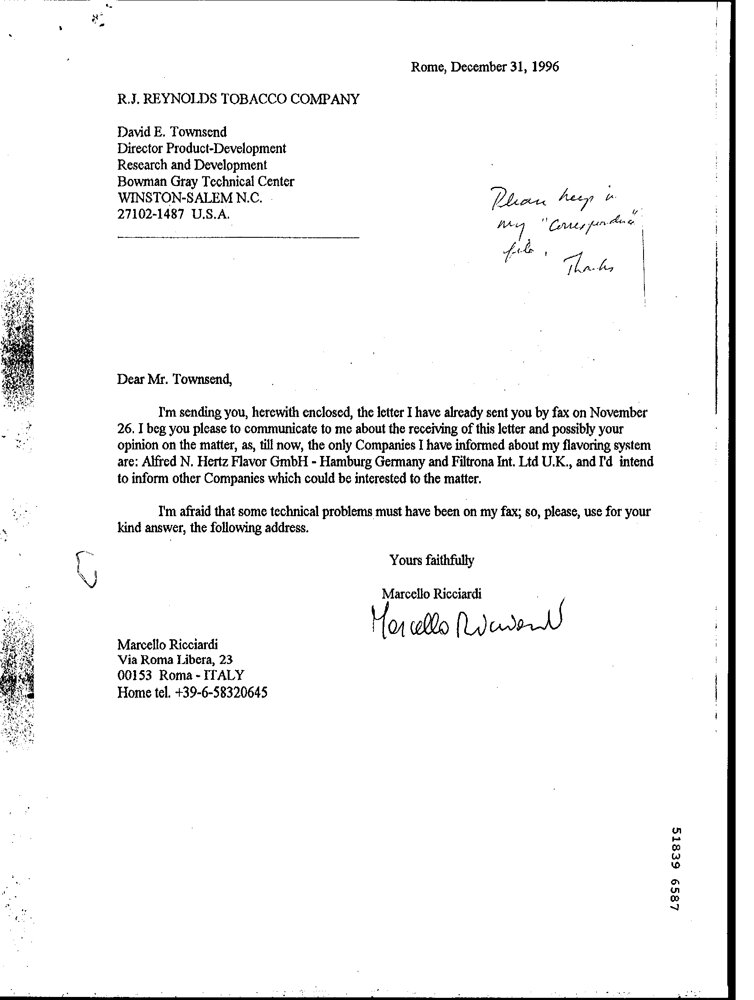 Rome, December 31, 1996
R.J. REYNOLDS TOBACCO COMPANY
David E. Townsend
Director Product-Development
Research and Development
Bowman Gray Technical Center
WINSTON-SALEM N.C.
27102-1487 U.S.A.
Please keep in
my "Correspondence"
file.
Thanks
Dear Mr. Townsend,
I'm sending you, herewith enclosed, the letter I have already sent you by fax on November
26. I beg you please to communicate to me about the receiving of this letter and possibly your
opinion on the matter, as, till now, the only Companies I have informed about my flavoring system
are: Alfred N. Hertz Flavor GmbH - Hamburg Germany and Filtrona Int. Ltd U.K., and I'd intend
to inform other Companies which could be interested to the matter.
I'm afraid that some technical problems must have been on my fax; so, please, use for your
kind answer, the following address.
Yours faithfully
Marcello Ricciardi
Marcello Ricciardi
Marcello Ricciardi
Via Roma Libera, 23
00153 Roma - ITALY
Home tel. +39-6-58320645
51839 6587